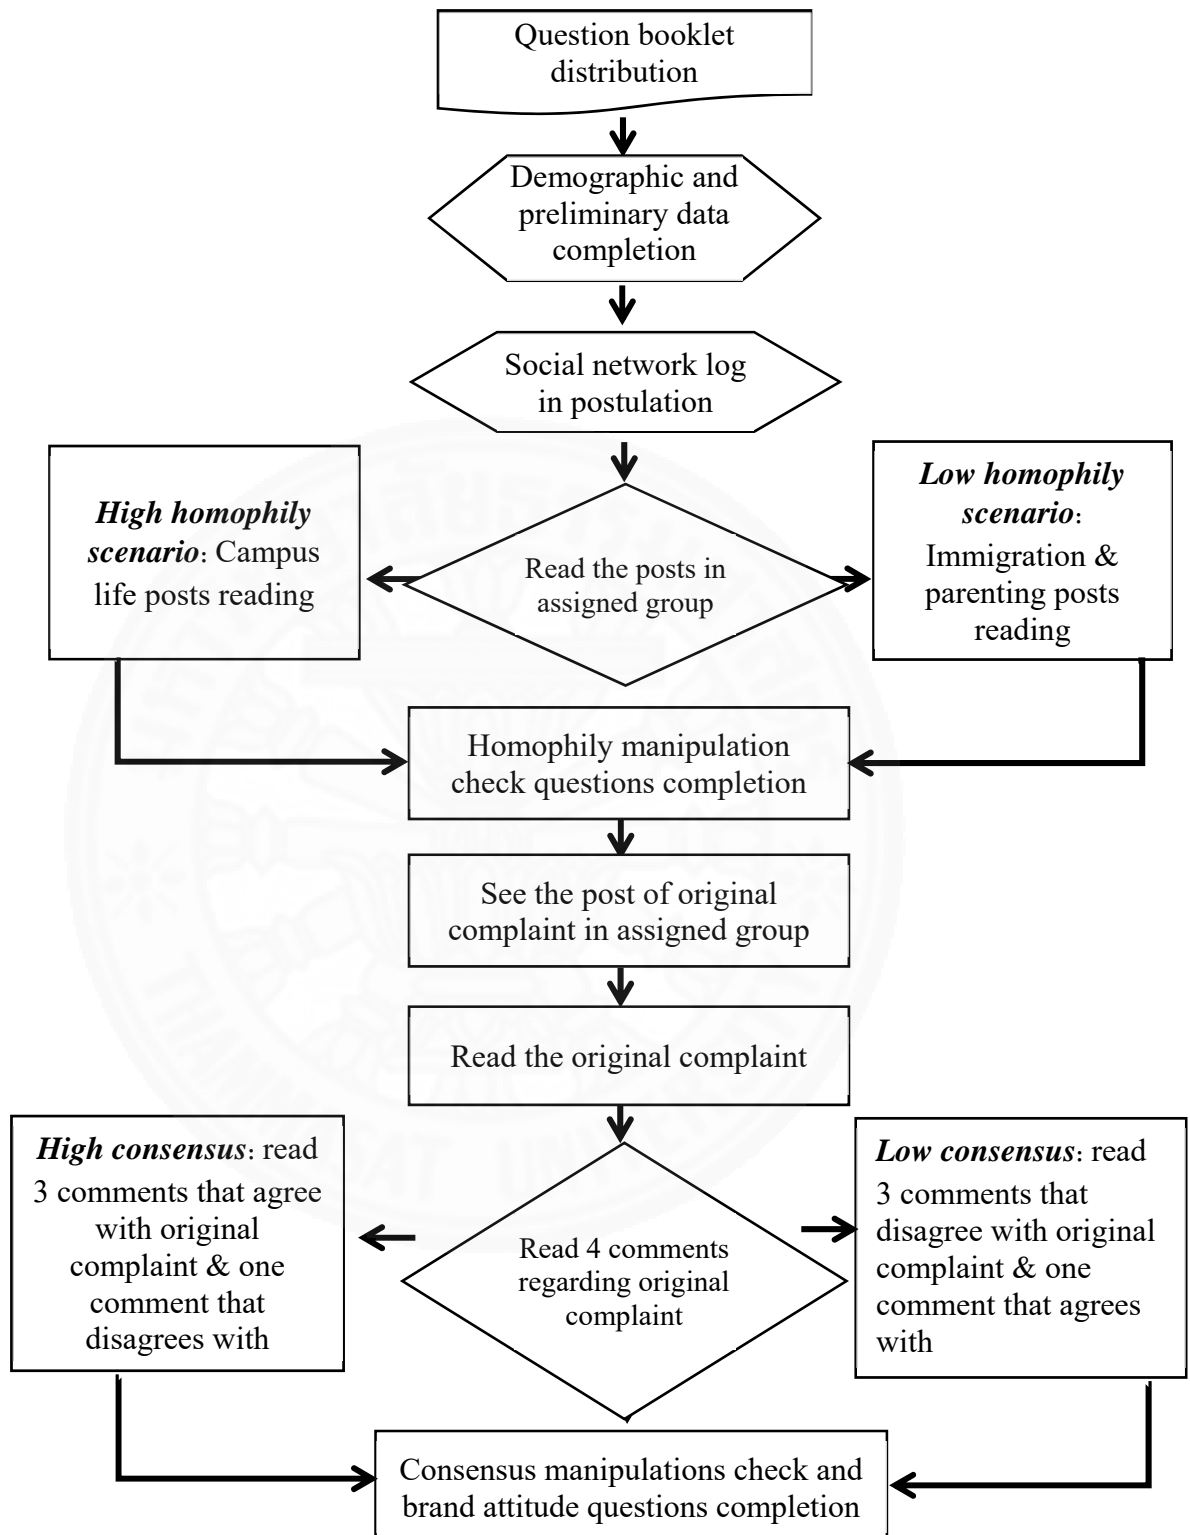 Question booklet
distribution
Demographic and
preliminary data
completion
Social network log
in postulation
High homophily
scenario: Campus
life posts reading
Read the posts in
assigned group
Low homophily
scenario:
Immigration &
parenting posts
reading
Homophily manipulation
check questions completion
See the post of original
complaint in assigned group
Read the original complaint
High consensus: read
3 comments that agree
with original
complaint & one
comment that
disagrees with
Read 4 comments
regarding original
complaint
Low consensus: read
3 comments that
disagree with original
complaint & one
comment that agrees
with
Consensus manipulations check and
brand attitude questions completion